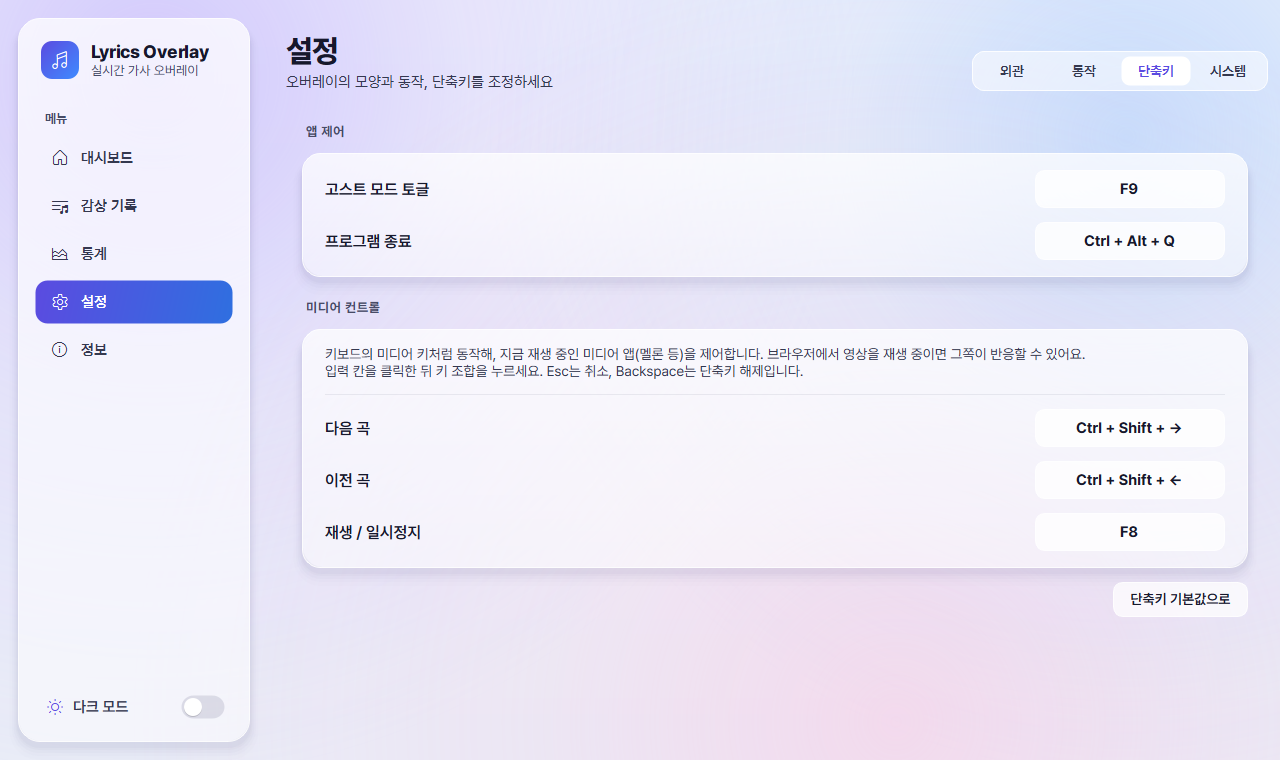 Lyrics Overlay
실시간 가사 오버레이
메뉴
대시보드
감상 기록
통계
설정
정보
다크 모드
설정
오버레이의 모양과 동작, 단축키를 조정하세요
외관
동작
단축키
시스템
앱 제어
고스트 모드 토글
F9
프로그램 종료
Ctrl + Alt + Q
미디어 컨트롤
키보드의 미디어 키처럼 동작해, 지금 재생 중인 미디어 앱(멜론 등)을 제어합니다. 브라우저에서 영상을 재생 중이면 그쪽이 반응할 수 있어요.
입력 칸을 클릭한 뒤 키 조합을 누르세요. Esc는 취소, Backspace는 단축키 해제입니다.
다음 곡
Ctrl + Shift + →
이전 곡
Ctrl + Shift + ←
재생 / 일시정지
F8
단축키 기본값으로